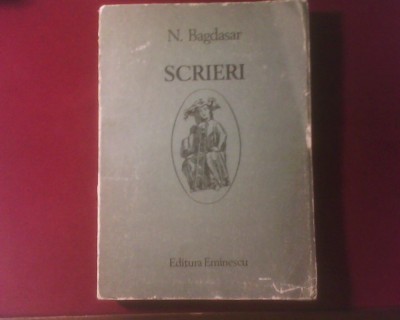 N. Bagdasar
SCRIERI
Editura Eminescu